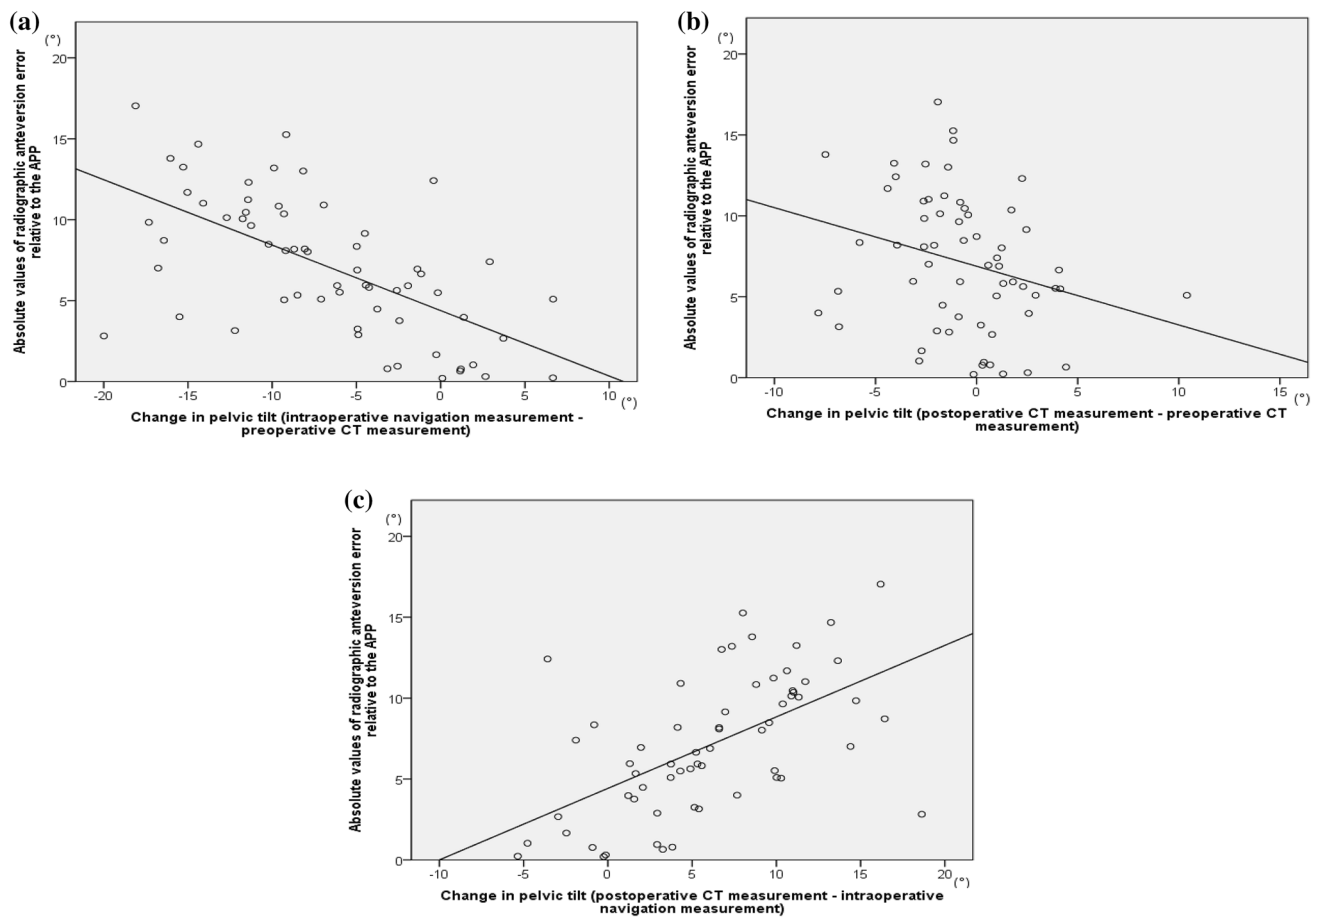 (a)
(°)
20
15
10
5
0
Absolute values of radiographic anteversion error
relative to the APP
-20 -15 -10 -5 0 5 10 (°)
Change in pelvic tilt (intraoperative navigation measurement -
preoperative CT measurement)
(b)
(°)
20
15
10
5
0
Absolute values of radiographic anteversion error
relative to the APP
-10 -5 0 5 10 15 (°)
Change in pelvic tilt (postoperative CT measurement - preoperative CT
measurement)
(c)
(°)
20
15
10
5
0
Absolute values of radiographic anteversion error
relative to the APP
-10 -5 0 5 10 15 20 (°)
Change in pelvic tilt (postoperative CT measurement - intraoperative
navigation measurement)